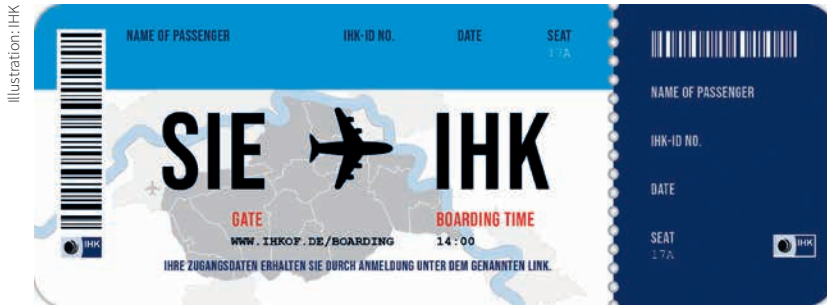 Illustration: IHK
NAME OF PASSENGER IHK-ID NO. DATE SEAT
17A
SIE IHK
GATE BOARDING TIME
WWW.IHKOF.DE/BOARDING 14:00
IHRE ZUGANGSDATEN ERHALTEN SIE DURCH ANMELDUNG UNTER DEM GENANNTEN LINK.
IHK
NAME OF PASSENGER
IHK-ID NO.
DATE
SEAT
17A
IHK